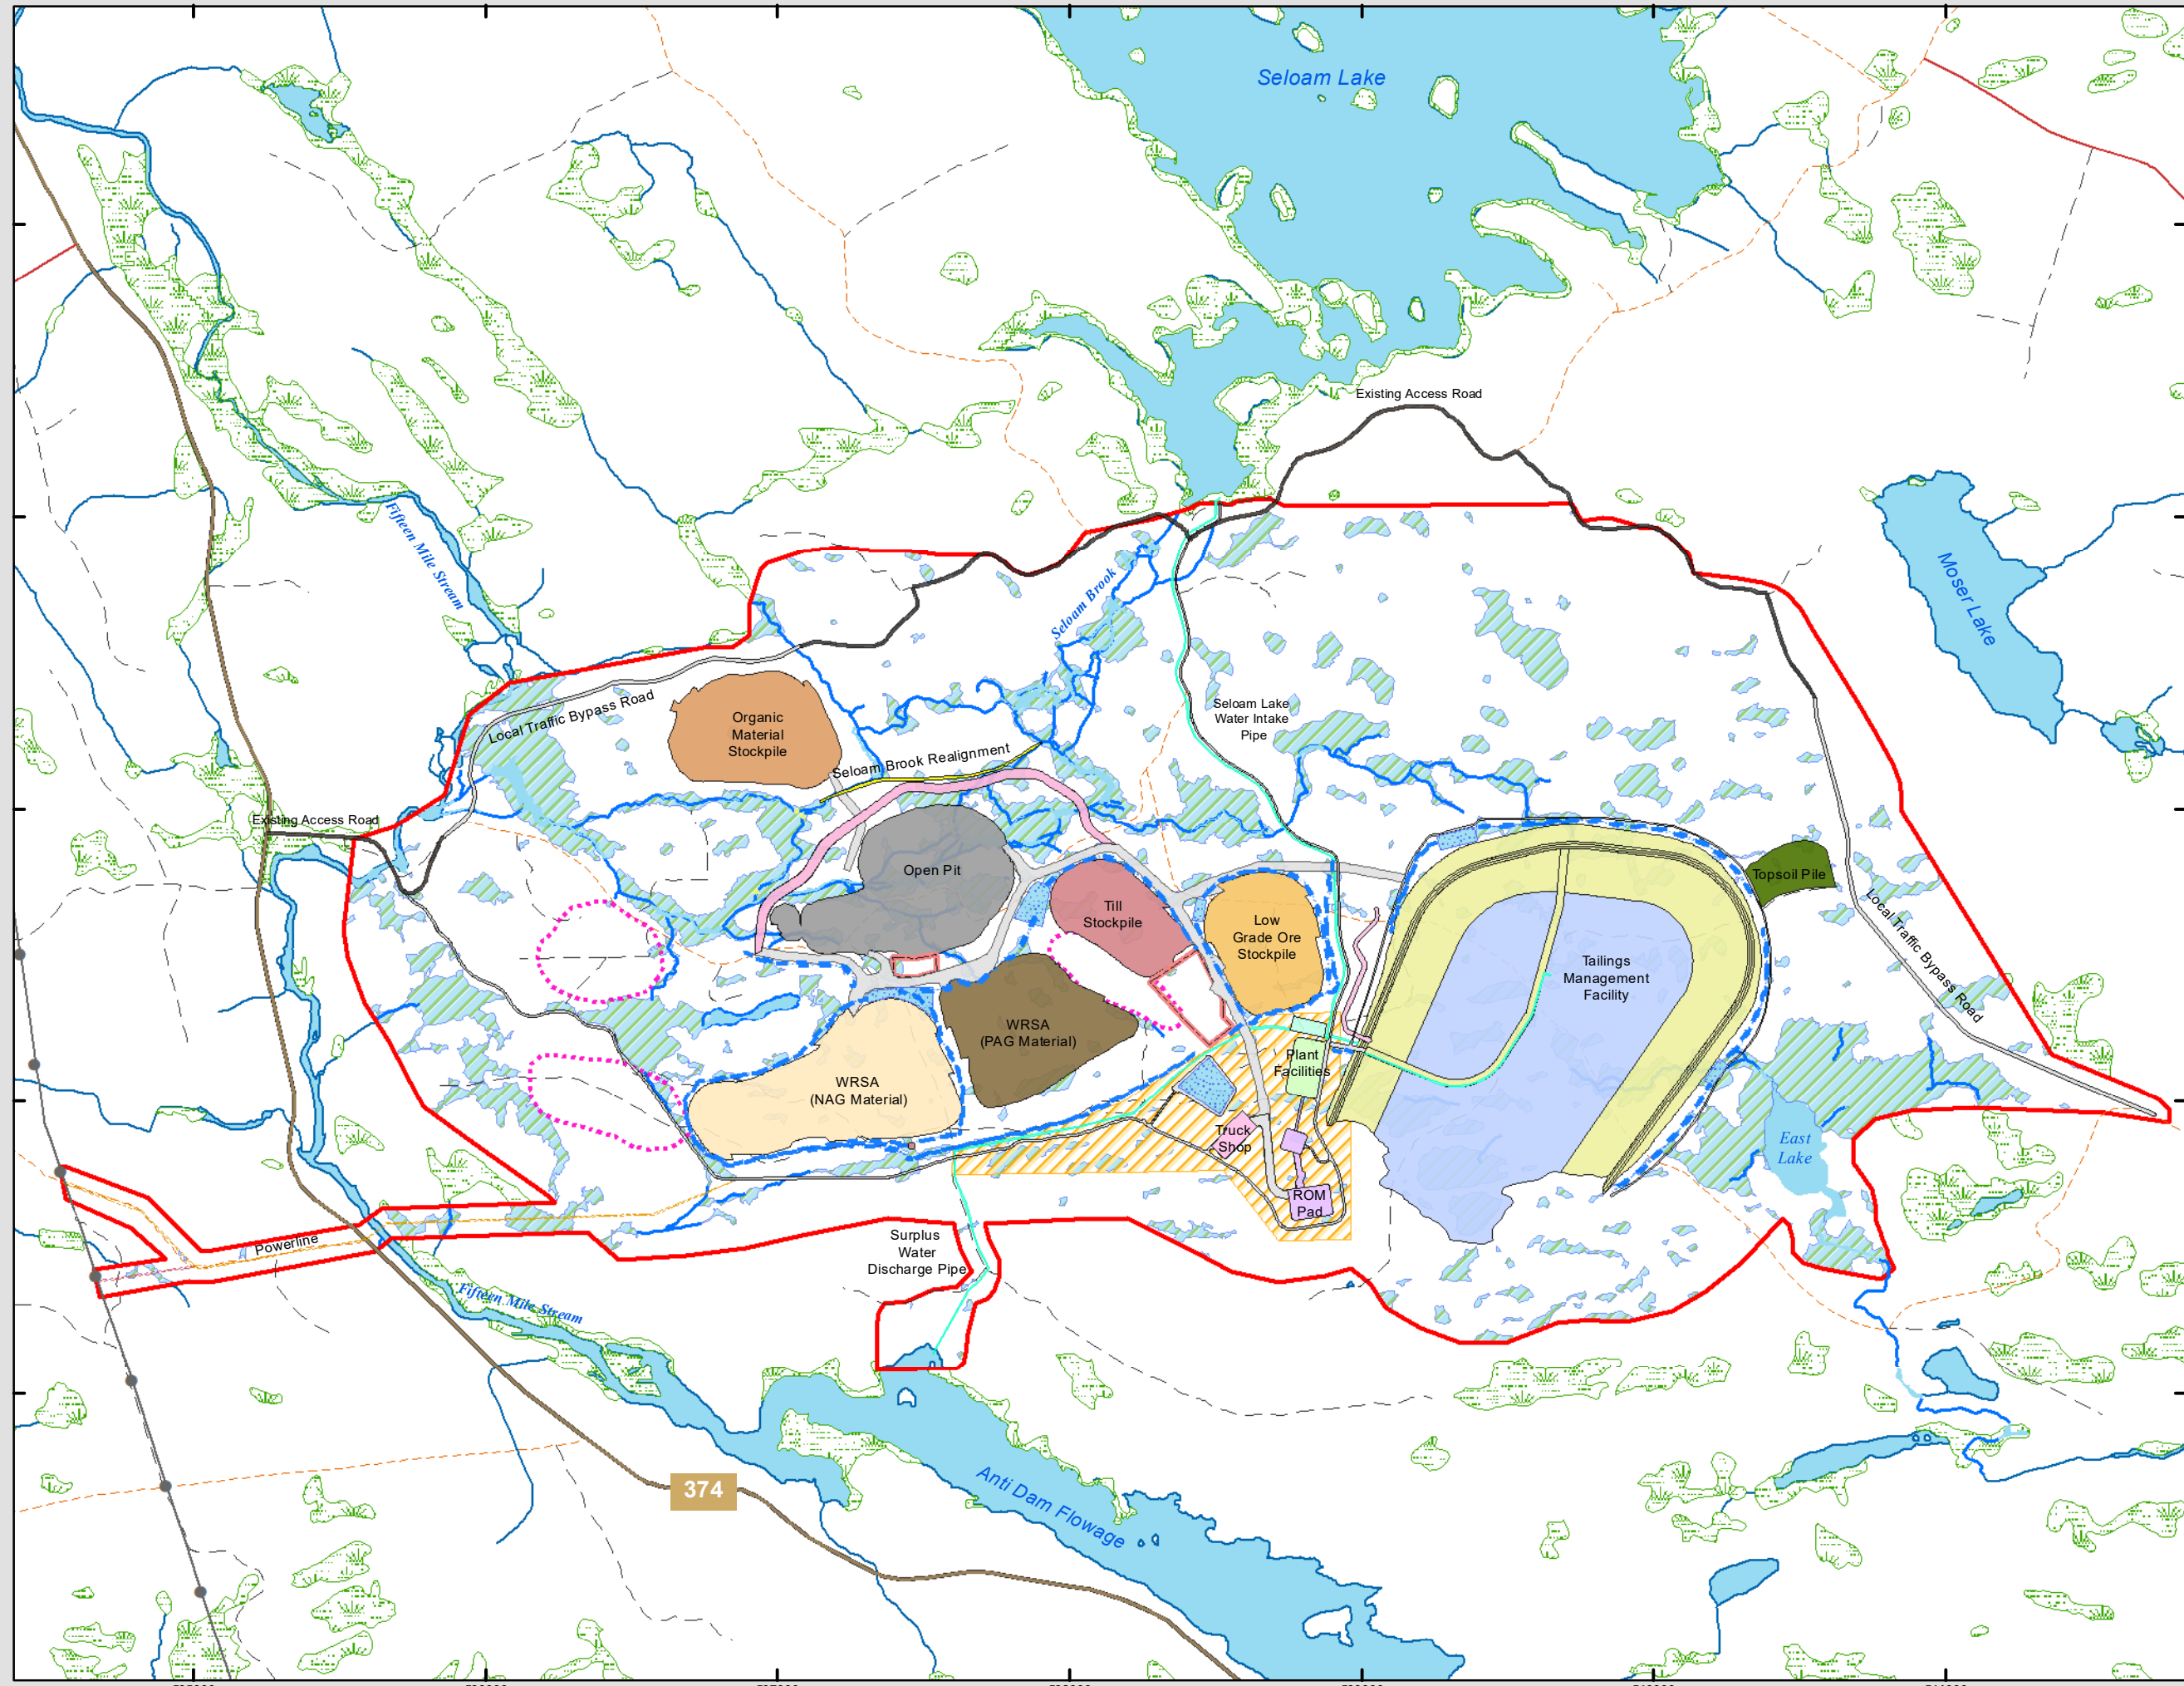 Seloam Lake
Existing Access Road
Fifteen Mile Stream
Moser Lake
Seloam Brook
Local Traffic Bypass Road
Organic
Material
Stockpile
Seloam Lake
Water Intake
Pipe
Seloam Brook Realignment
Existing Access Road
Open Pit
Topsoil Pile
Till
Stockpile
Low
Grade Ore
Stockpile
Local Traffic Bypass Road
Tailings
Management
Facility
WRSA
(PAG Material)
Plant
Facilities
WRSA
(NAG Material)
Truck
Shop
East
Lake
ROM
Pad
Powerline
Surplus
Water
Discharge Pipe
Fifteen Mile Stream
374
Anti Dam Flowage